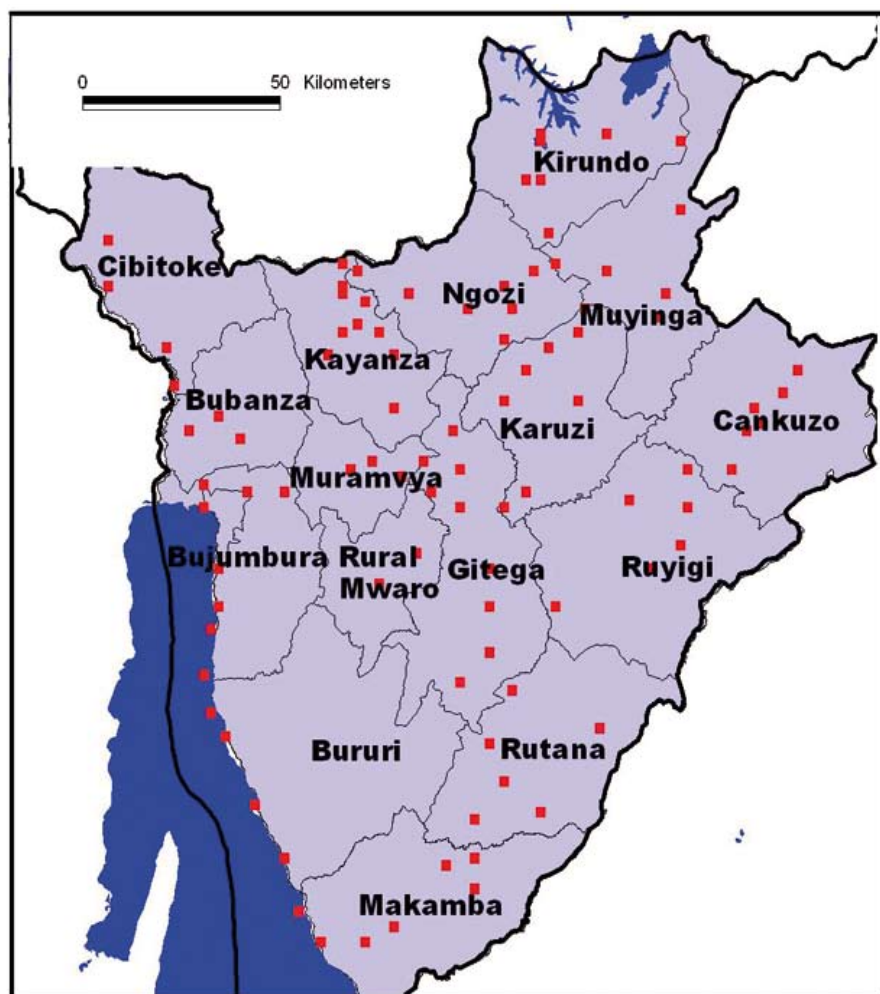 0 50 Kilometers
Kirundo
Cibitoke
Ngozi
Muyinga
Kayanza
Bubanza
Karuzi
Cankuzo
Muramvya
Bujumbura Rural
Mwaro
Gitega
Ruyigi
Bururi
Rutana
Makamba